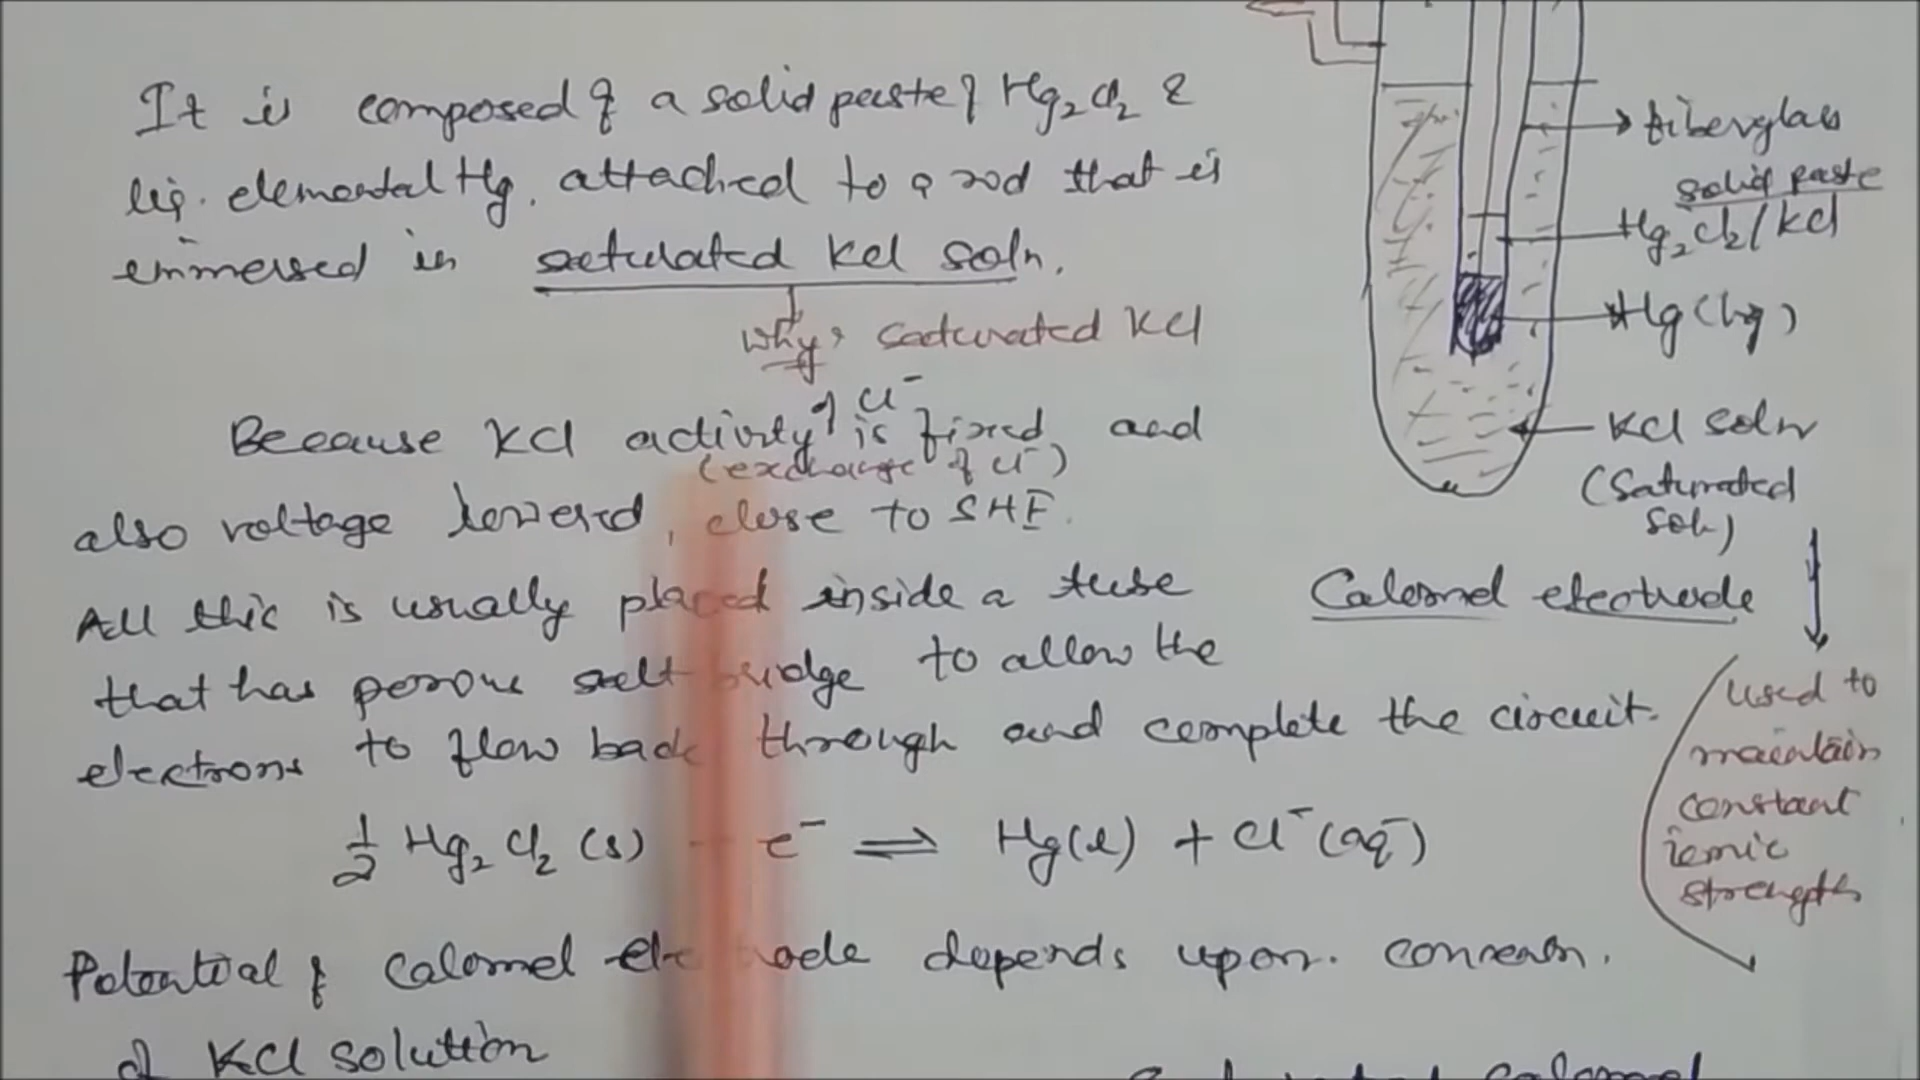 It is composed of a solid paste of Hg₂Cl₂ &
liq. elemental Hg. attached to a rod that is
immersed in saturated KCl soln.
why? saturated KCl
of Cl⁻
Because KCl activity is fixed, and
(exchange of Cl⁻)
also voltage lowered, close to SHE.
All this is usually placed inside a tube
that has porous salt bridge to allow the
electrons to flow back through and complete the circuit.
½ Hg₂Cl₂ (s) + e⁻ ⇌ Hg(l) + Cl⁻ (aq)
Potential of Calomel electrode depends upon. concen.
of KCl solution
fiberglass
solid paste
Hg₂Cl₂/KCl
Hg (liq)
KCl soln
(Saturated
soln)
Calomel electrode
used to
maintain
constant
ionic
strength
Calomel